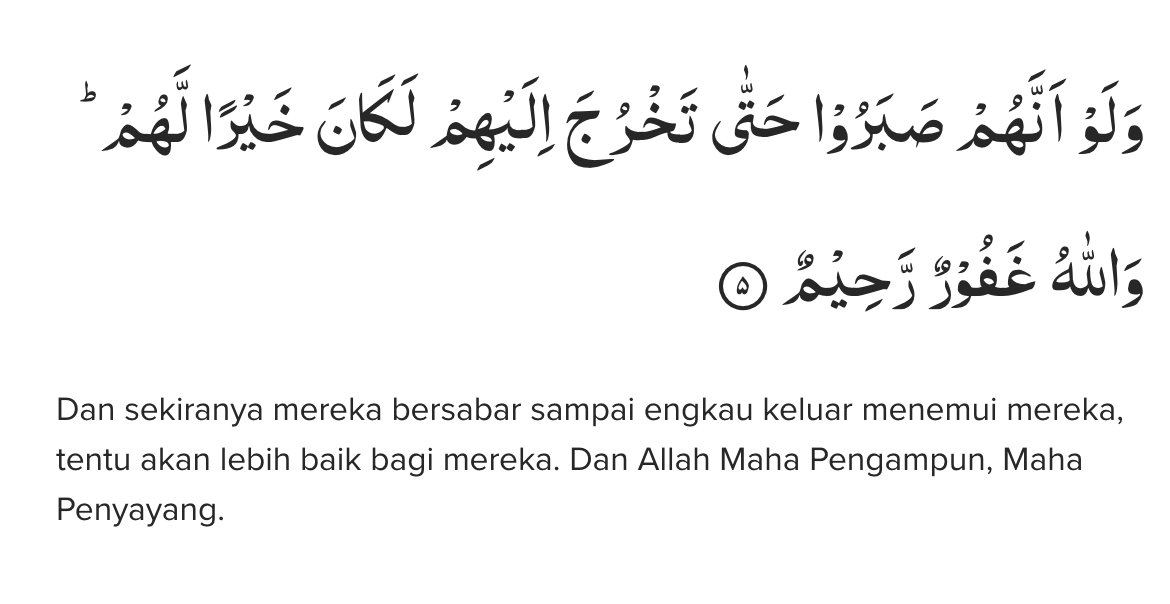 وَلَوْ اَنَّهُمْ صَبَرُوْا حَتّٰى تَخْرُجَ اِلَيْهِمْ لَكَانَ خَيْرًا لَّهُمْ ۗ
وَاللّٰهُ غَفُوْرٌ رَّحِيْمٌ ۵
Dan sekiranya mereka bersabar sampai engkau keluar menemui mereka,
tentu akan lebih baik bagi mereka. Dan Allah Maha Pengampun, Maha
Penyayang.